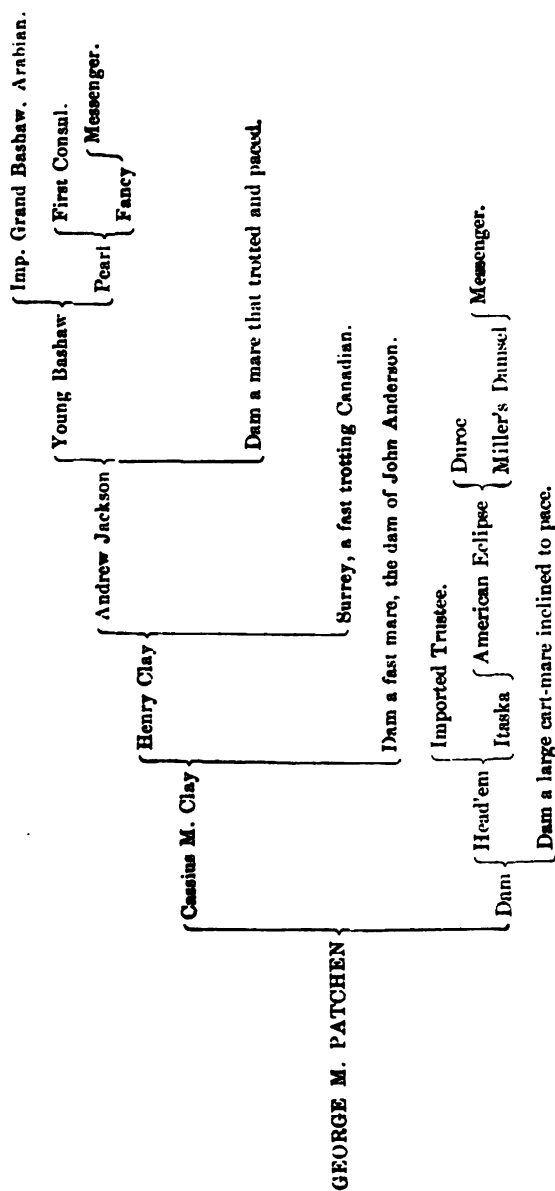 Imp. Grand Bashaw. Arabian.
First Consul.
Messenger.
Fancy
Pearl
Young Bashaw
Dam a mare that trotted and paced.
Andrew Jackson
Surrey, a fast trotting Canadian.
Henry Clay
Dam a fast mare, the dam of John Anderson.
Cassius M. Clay
GEORGE M. PATCHEN
Imported Trustee.
Head'em
Itaska
American Eclipse
Duroc
Miller's Damsel
Messenger.
Dam
Dam a large cart-mare inclined to pace.